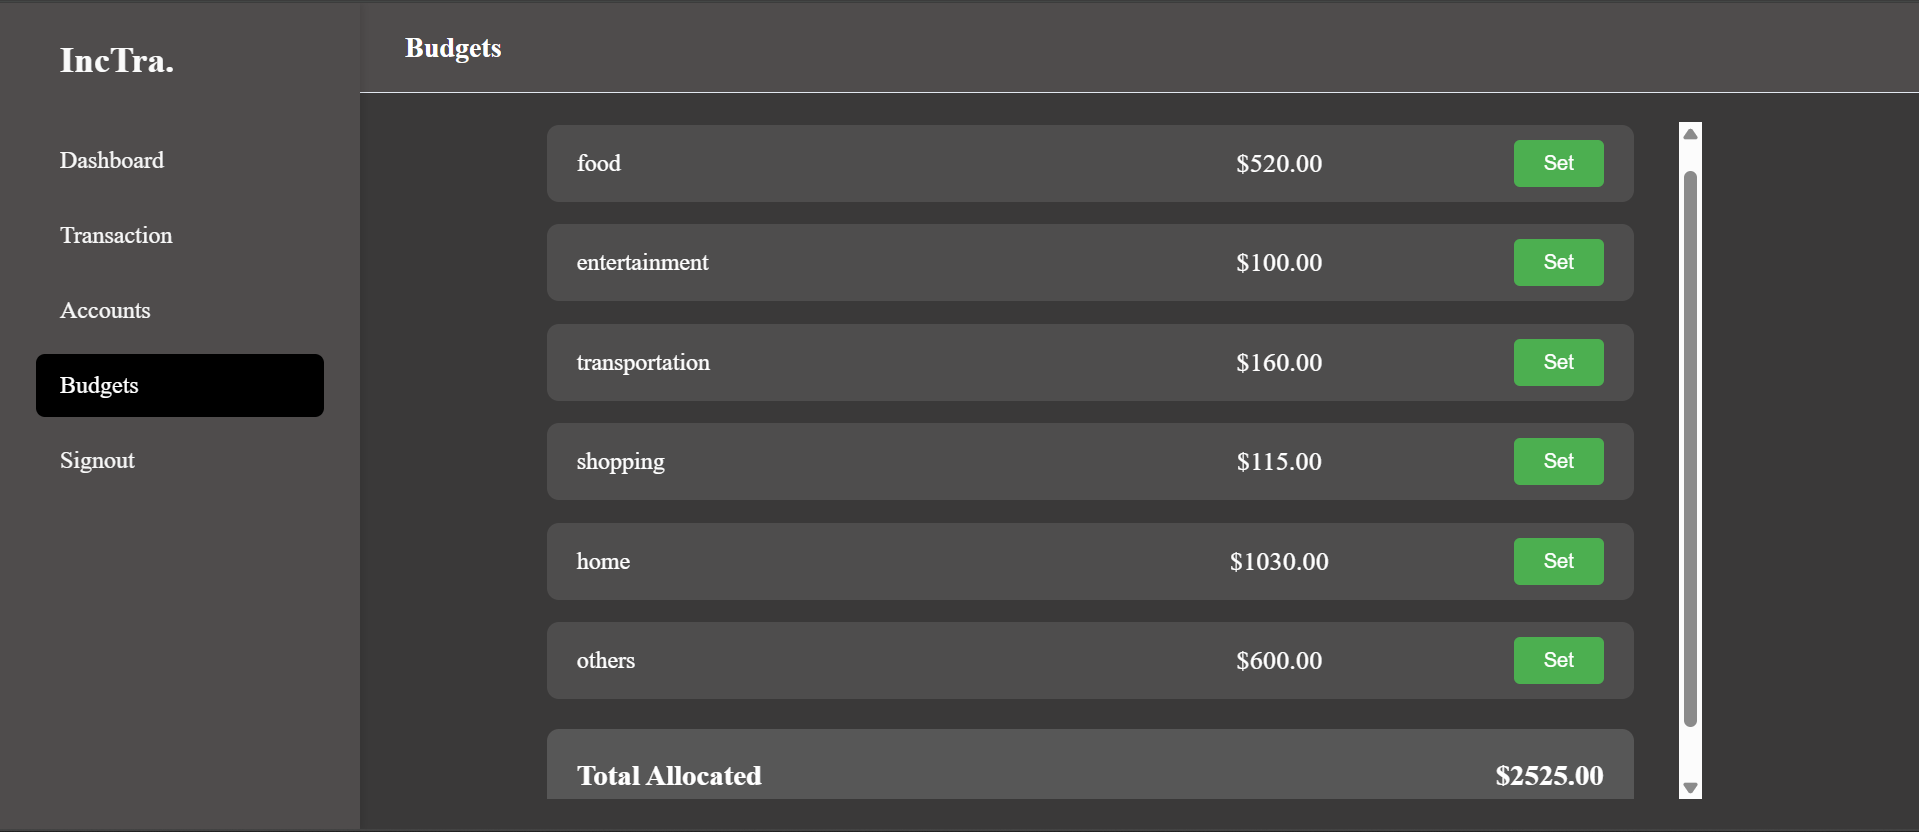 IncTra.
Budgets
Dashboard
Transaction
Accounts
Budgets
Signout
food $520.00 Set
entertainment $100.00 Set
transportation $160.00 Set
shopping $115.00 Set
home $1030.00 Set
others $600.00 Set
Total Allocated $2525.00